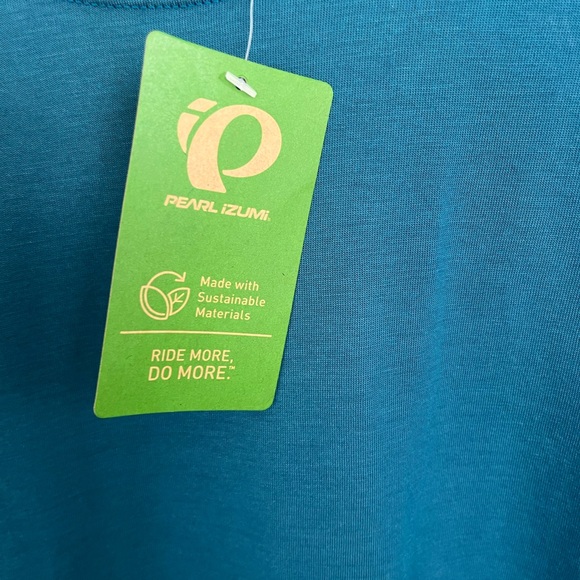 PEARL iZUMi®
Made with
Sustainable
Materials
RIDE MORE,
DO MORE.™